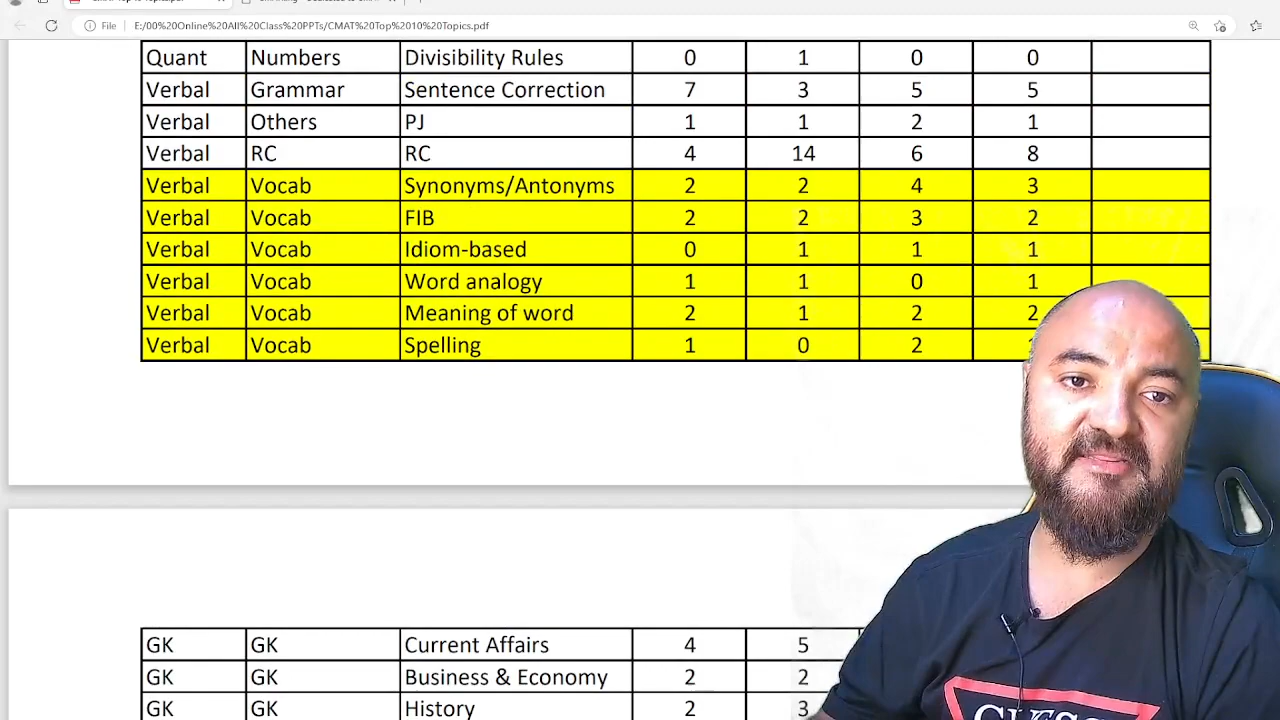 File E:/00%20Online%20All%20Class%20PPTs/CMAT%20Top%2010%20Topics.pdf
Quant Numbers Divisibility Rules 0 1 0 0
Verbal Grammar Sentence Correction 7 3 5 5
Verbal Others PJ 1 1 2 1
Verbal RC RC 4 14 6 8
Verbal Vocab Synonyms/Antonyms 2 2 4 3
Verbal Vocab FIB 2 2 3 2
Verbal Vocab Idiom-based 0 1 1 1
Verbal Vocab Word analogy 1 1 0 1
Verbal Vocab Meaning of word 2 1 2 2
Verbal Vocab Spelling 1 0 2
GK GK Current Affairs 4 5
GK GK Business & Economy 2 2
GK GK History 2 3